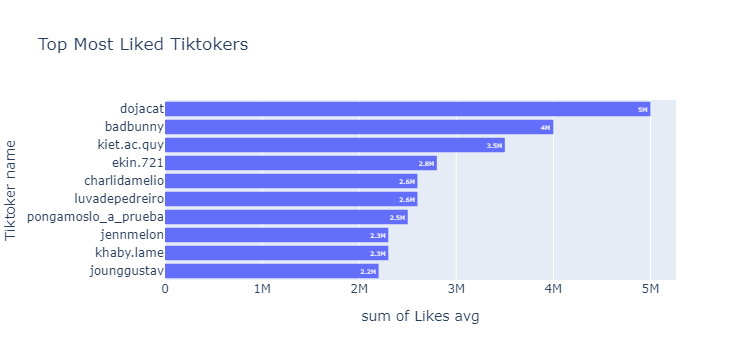 Top Most Liked Tiktokers
Tiktoker name
dojacat 5M
badbunny 4M
kiet.ac.quy 3.5M
ekin.721 2.8M
charlidamelio 2.6M
luvadepedreiro 2.6M
pongamoslo_a_prueba 2.5M
jennmelon 2.3M
khaby.lame 2.3M
jounggustav 2.2M
0 1M 2M 3M 4M 5M
sum of Likes avg